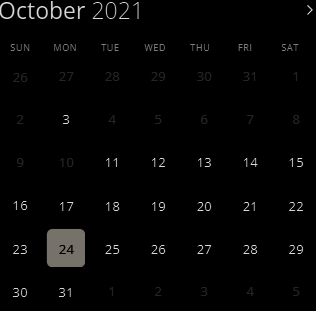 October 2021 >
SUN MON TUE WED THU FRI SAT
26 27 28 29 30 31 1
2 3 4 5 6 7 8
9 10 11 12 13 14 15
16 17 18 19 20 21 22
23 24 25 26 27 28 29
30 31 1 2 3 4 5